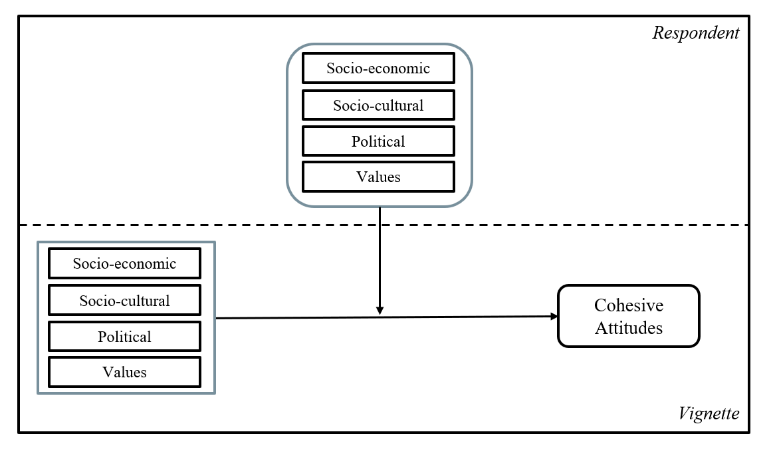 Respondent
Socio-economic
Socio-cultural
Political
Values
Socio-economic
Socio-cultural
Political
Values
Cohesive
Attitudes
Vignette